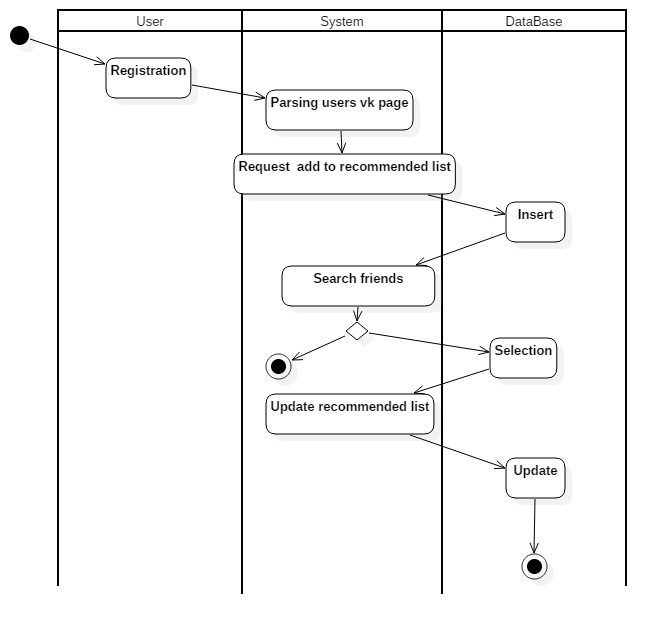 User
System
DataBase
Registration
Parsing users vk page
Request  add to recommended list
Insert
Search friends
Selection
Update recommended list
Update